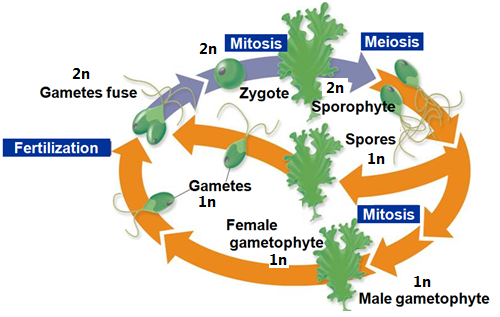 2n
Mitosis
Meiosis
2n
Gametes fuse
Zygote
2n
Sporophyte
Fertilization
Spores
1n
Gametes
1n
Mitosis
Female
gametophyte
1n
1n
Male gametophyte